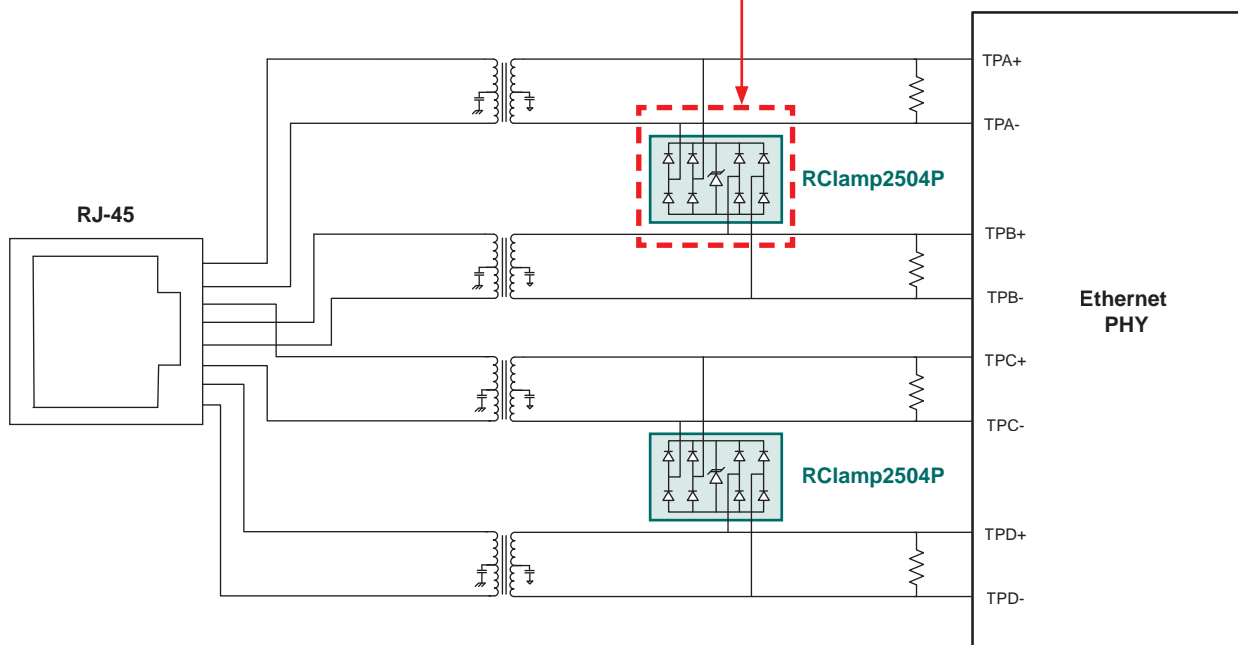 TPA+
TPA-
RClamp2504P
RJ-45
TPB+
TPB-
Ethernet
PHY
TPC+
TPC-
RClamp2504P
TPD+
TPD-